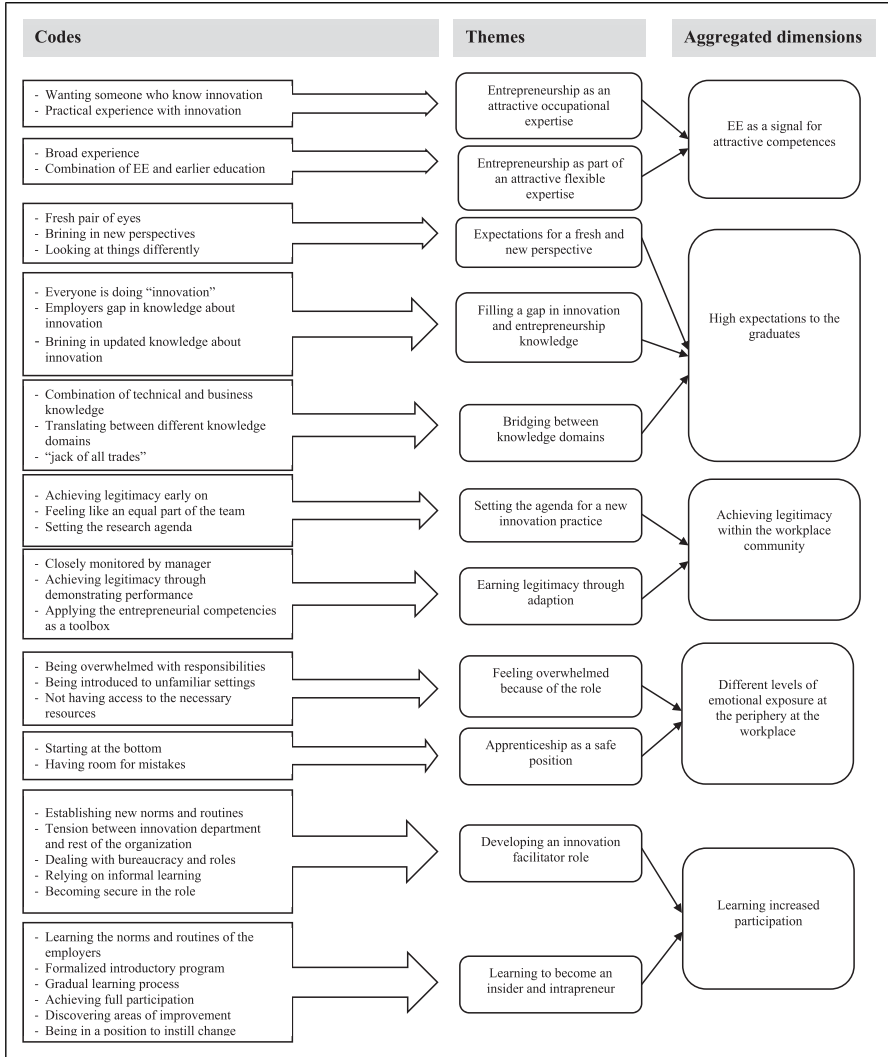 Codes
Themes
Aggregated dimensions
- Wanting someone who know innovation
- Practical experience with innovation
Entrepreneurship as an
attractive occupational
expertise
EE as a signal for
attractive competences
- Broad experience
- Combination of EE and earlier education
Entrepreneurship as part of
an attractive flexible
expertise
- Fresh pair of eyes
- Brining in new perspectives
- Looking at things differently
Expectations for a fresh and
new perspective
High expectations to the
graduates
- Everyone is doing “innovation”
- Employers gap in knowledge about
innovation
- Brining in updated knowledge about
innovation
Filling a gap in innovation
and entrepreneurship
knowledge
- Combination of technical and business
knowledge
- Translating between different knowledge
domains
- “jack of all trades”
Bridging between
knowledge domains
- Achieving legitimacy early on
- Feeling like an equal part of the team
- Setting the research agenda
Setting the agenda for a new
innovation practice
Achieving legitimacy
within the workplace
community
- Closely monitored by manager
- Achieving legitimacy through
demonstrating performance
- Applying the entrepreneurial competencies
as a toolbox
Earning legitimacy through
adaption
- Being overwhelmed with responsibilities
- Being introduced to unfamiliar settings
- Not having access to the necessary
resources
Feeling overwhelmed
because of the role
Different levels of
emotional exposure at
the periphery at the
workplace
- Starting at the bottom
- Having room for mistakes
Apprenticeship as a safe
position
- Establishing new norms and routines
- Tension between innovation department
and rest of the organization
- Dealing with bureaucracy and roles
- Relying on informal learning
- Becoming secure in the role
Developing an innovation
facilitator role
Learning increased
participation
- Learning the norms and routines of the
employers
- Formalized introductory program
- Gradual learning process
- Achieving full participation
- Discovering areas of improvement
- Being in a position to instill change
Learning to become an
insider and intrapreneur